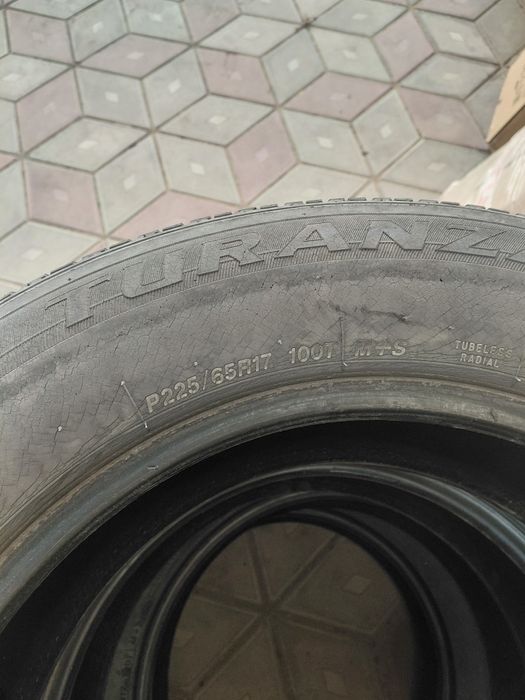 TURANZ
P225/65R17 100T M+S
TUBELESS
RADIAL